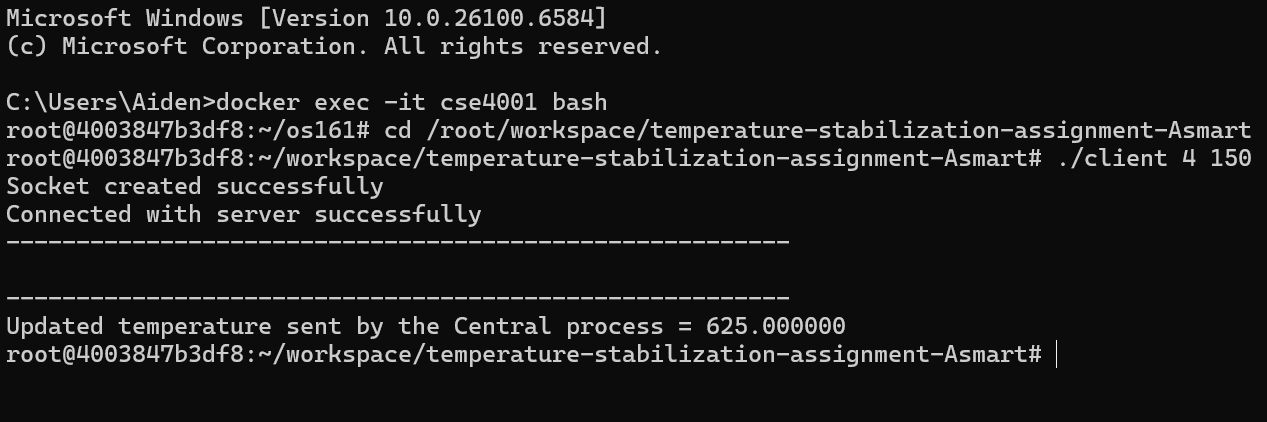 Microsoft Windows [Version 10.0.26100.6584]
(c) Microsoft Corporation. All rights reserved.
C:\Users\Aiden>docker exec -it cse4001 bash
root@4003847b3df8:~/os161# cd /root/workspace/temperature-stabilization-assignment-Asmart
root@4003847b3df8:~/workspace/temperature-stabilization-assignment-Asmart# ./client 4 150
Socket created successfully
Connected with server successfully
--------------------------------------------------------
--------------------------------------------------------
Updated temperature sent by the Central process = 625.000000
root@4003847b3df8:~/workspace/temperature-stabilization-assignment-Asmart#